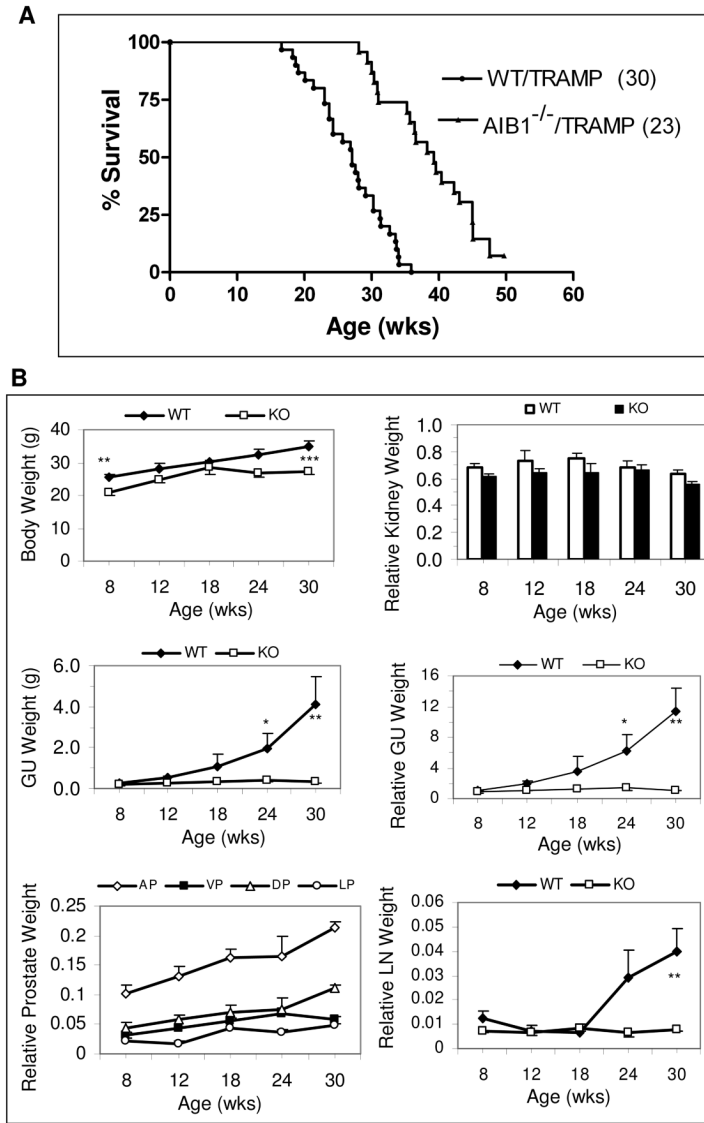 A
100
75
50
25
0
% Survival
WT/TRAMP (30)
AIB1-/-/TRAMP (23)
0 10 20 30 40 50 60
Age (wks)
B
WT KO
40
30
20
10
0
Body Weight (g)
**
***
8 12 18 24 30
Age (wks)
WT KO
1.0
0.8
0.6
0.4
0.2
0.0
Relative Kidney Weight
8 12 18 24 30
Age (wks)
WT KO
6.0
4.0
2.0
0.0
GU Weight (g)
*
**
8 12 18 24 30
Age (wks)
WT KO
16
12
8
4
0
Relative GU Weight
*
**
8 12 18 24 30
Age (wks)
AP VP DP LP
0.25
0.2
0.15
0.1
0.05
0
Relative Prostate Weight
8 12 18 24 30
Age (wks)
WT KO
0.06
0.05
0.04
0.03
0.02
0.01
0
Relative LN Weight
**
8 12 18 24 30
Age (wks)